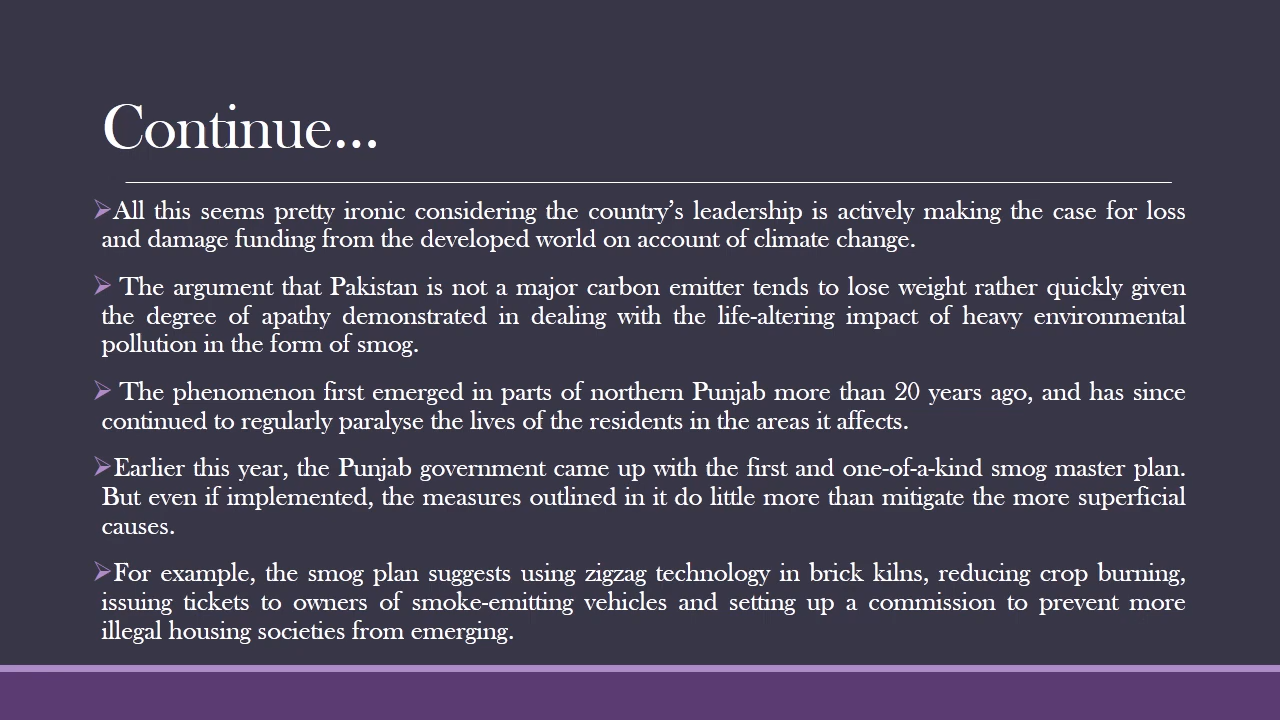 Continue...
All this seems pretty ironic considering the country's leadership is actively making the case for loss
and damage funding from the developed world on account of climate change.
The argument that Pakistan is not a major carbon emitter tends to lose weight rather quickly given
the degree of apathy demonstrated in dealing with the life-altering impact of heavy environmental
pollution in the form of smog.
The phenomenon first emerged in parts of northern Punjab more than 20 years ago, and has since
continued to regularly paralyse the lives of the residents in the areas it affects.
Earlier this year, the Punjab government came up with the first and one-of-a-kind smog master plan.
But even if implemented, the measures outlined in it do little more than mitigate the more superficial
causes.
For example, the smog plan suggests using zigzag technology in brick kilns, reducing crop burning,
issuing tickets to owners of smoke-emitting vehicles and setting up a commission to prevent more
illegal housing societies from emerging.